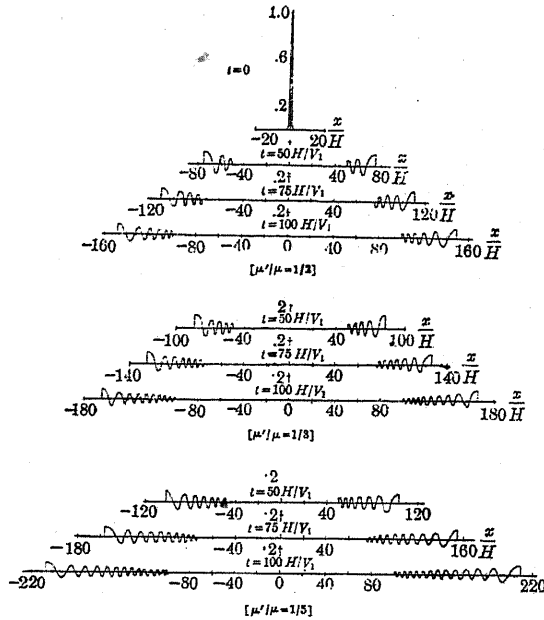 1.0
.6
t=0
.2
-20 20 x/H
t=50H/V₁
-80 -40 .2↑ 40 80 x/H
t=75H/V₁
-120 -40 .2↑ 40 120 x/H
t=100H/V₁
-160 -80 -40 0 40 80 160 x/H
[μ'/μ=1/2]
2↑
t=50H/V₁
-100 -40 .2↑ 40 100 x/H
t=75H/V₁
-140 -40 .2↑ 40 140 x/H
t=100H/V₁
-180 -80 -40 0 40 80 180 x/H
[μ'/μ=1/3]
·2
t=50H/V₁
-120 -40 ·2↑ 40 120
t=75H/V₁
-180 -40 ·2↑ 40 160 x/H
t=100H/V₁
-220 -80 -40 0 40 80 220
[μ'/μ=1/5]